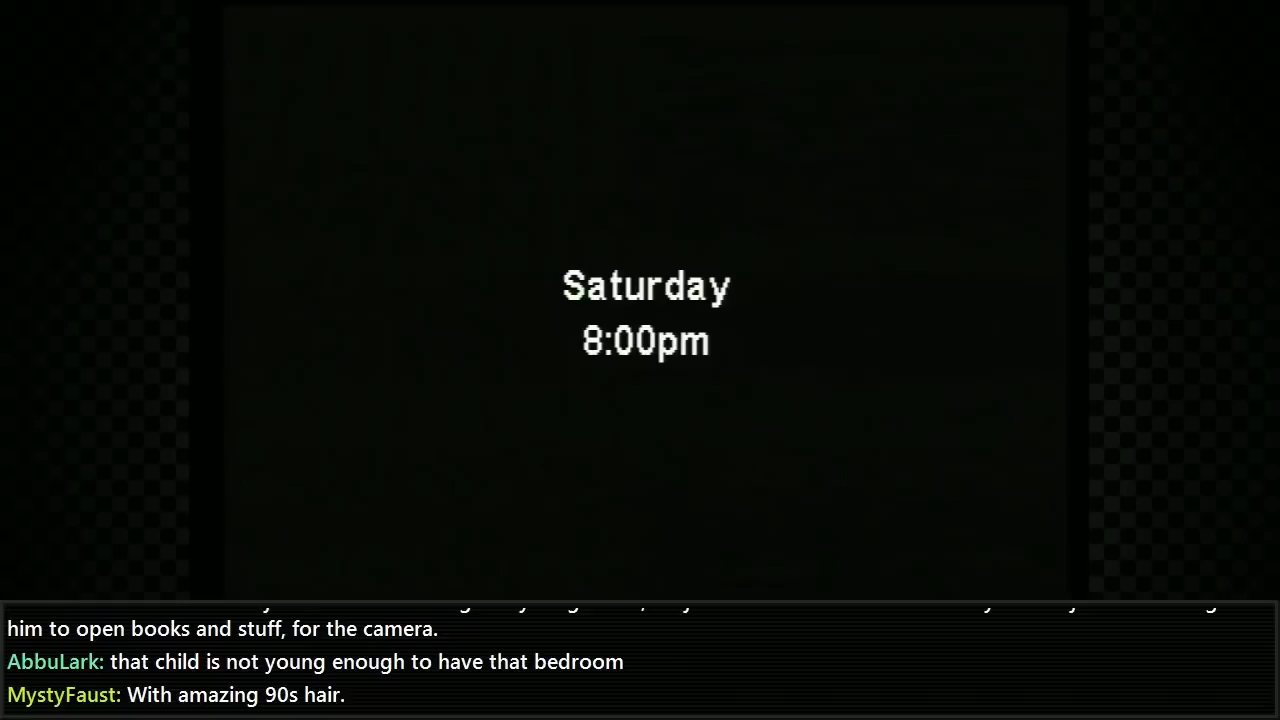 Saturday
8:00pm
him to open books and stuff, for the camera.
AbbuLark: that child is not young enough to have that bedroom
MystyFaust: With amazing 90s hair.